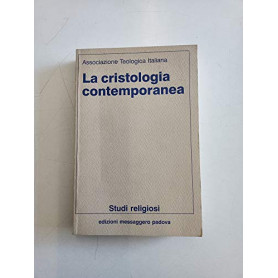 Associazione Teologica Italiana
La cristologia
contemporanea
Studi religiosi
edizioni messaggero padova